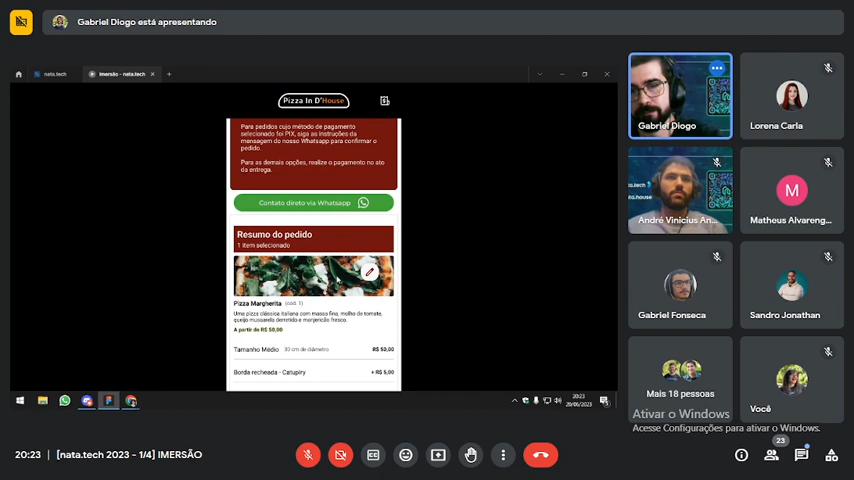 Gabriel Diogo está apresentando
nata.tech
Imersão - nata.tech
Pizza In D'House
Para pedidos cujo método de pagamento
selecionado foi PIX, siga as instruções da
mensagem do nosso Whatsapp para confirmar o
pedido.
Para as demais opções, realize o pagamento no ato
da entrega.
Contato direto via Whatsapp
Resumo do pedido
1 item selecionado
Pizza Margherita (cód. 1)
Uma pizza clássica italiana com massa fina, molho de tomate,
queijo mussarela derretido e manjericão fresco.
A partir de R$ 50,00
Tamanho Médio 30 cm de diâmetro R$ 50,00
Borda recheada - Catupiry + R$ 5,00
20:23
20/06/2023
Gabriel Diogo
Lorena Carla
André Vinicius An...
M
Matheus Alvareng...
Gabriel Fonseca
Sandro Jonathan
Mais 18 pessoas
Você
Ativar o Windows
Acesse Configurações para ativar o Windows.
23
20:23 | [nata.tech 2023 - 1/4] IMERSÃO